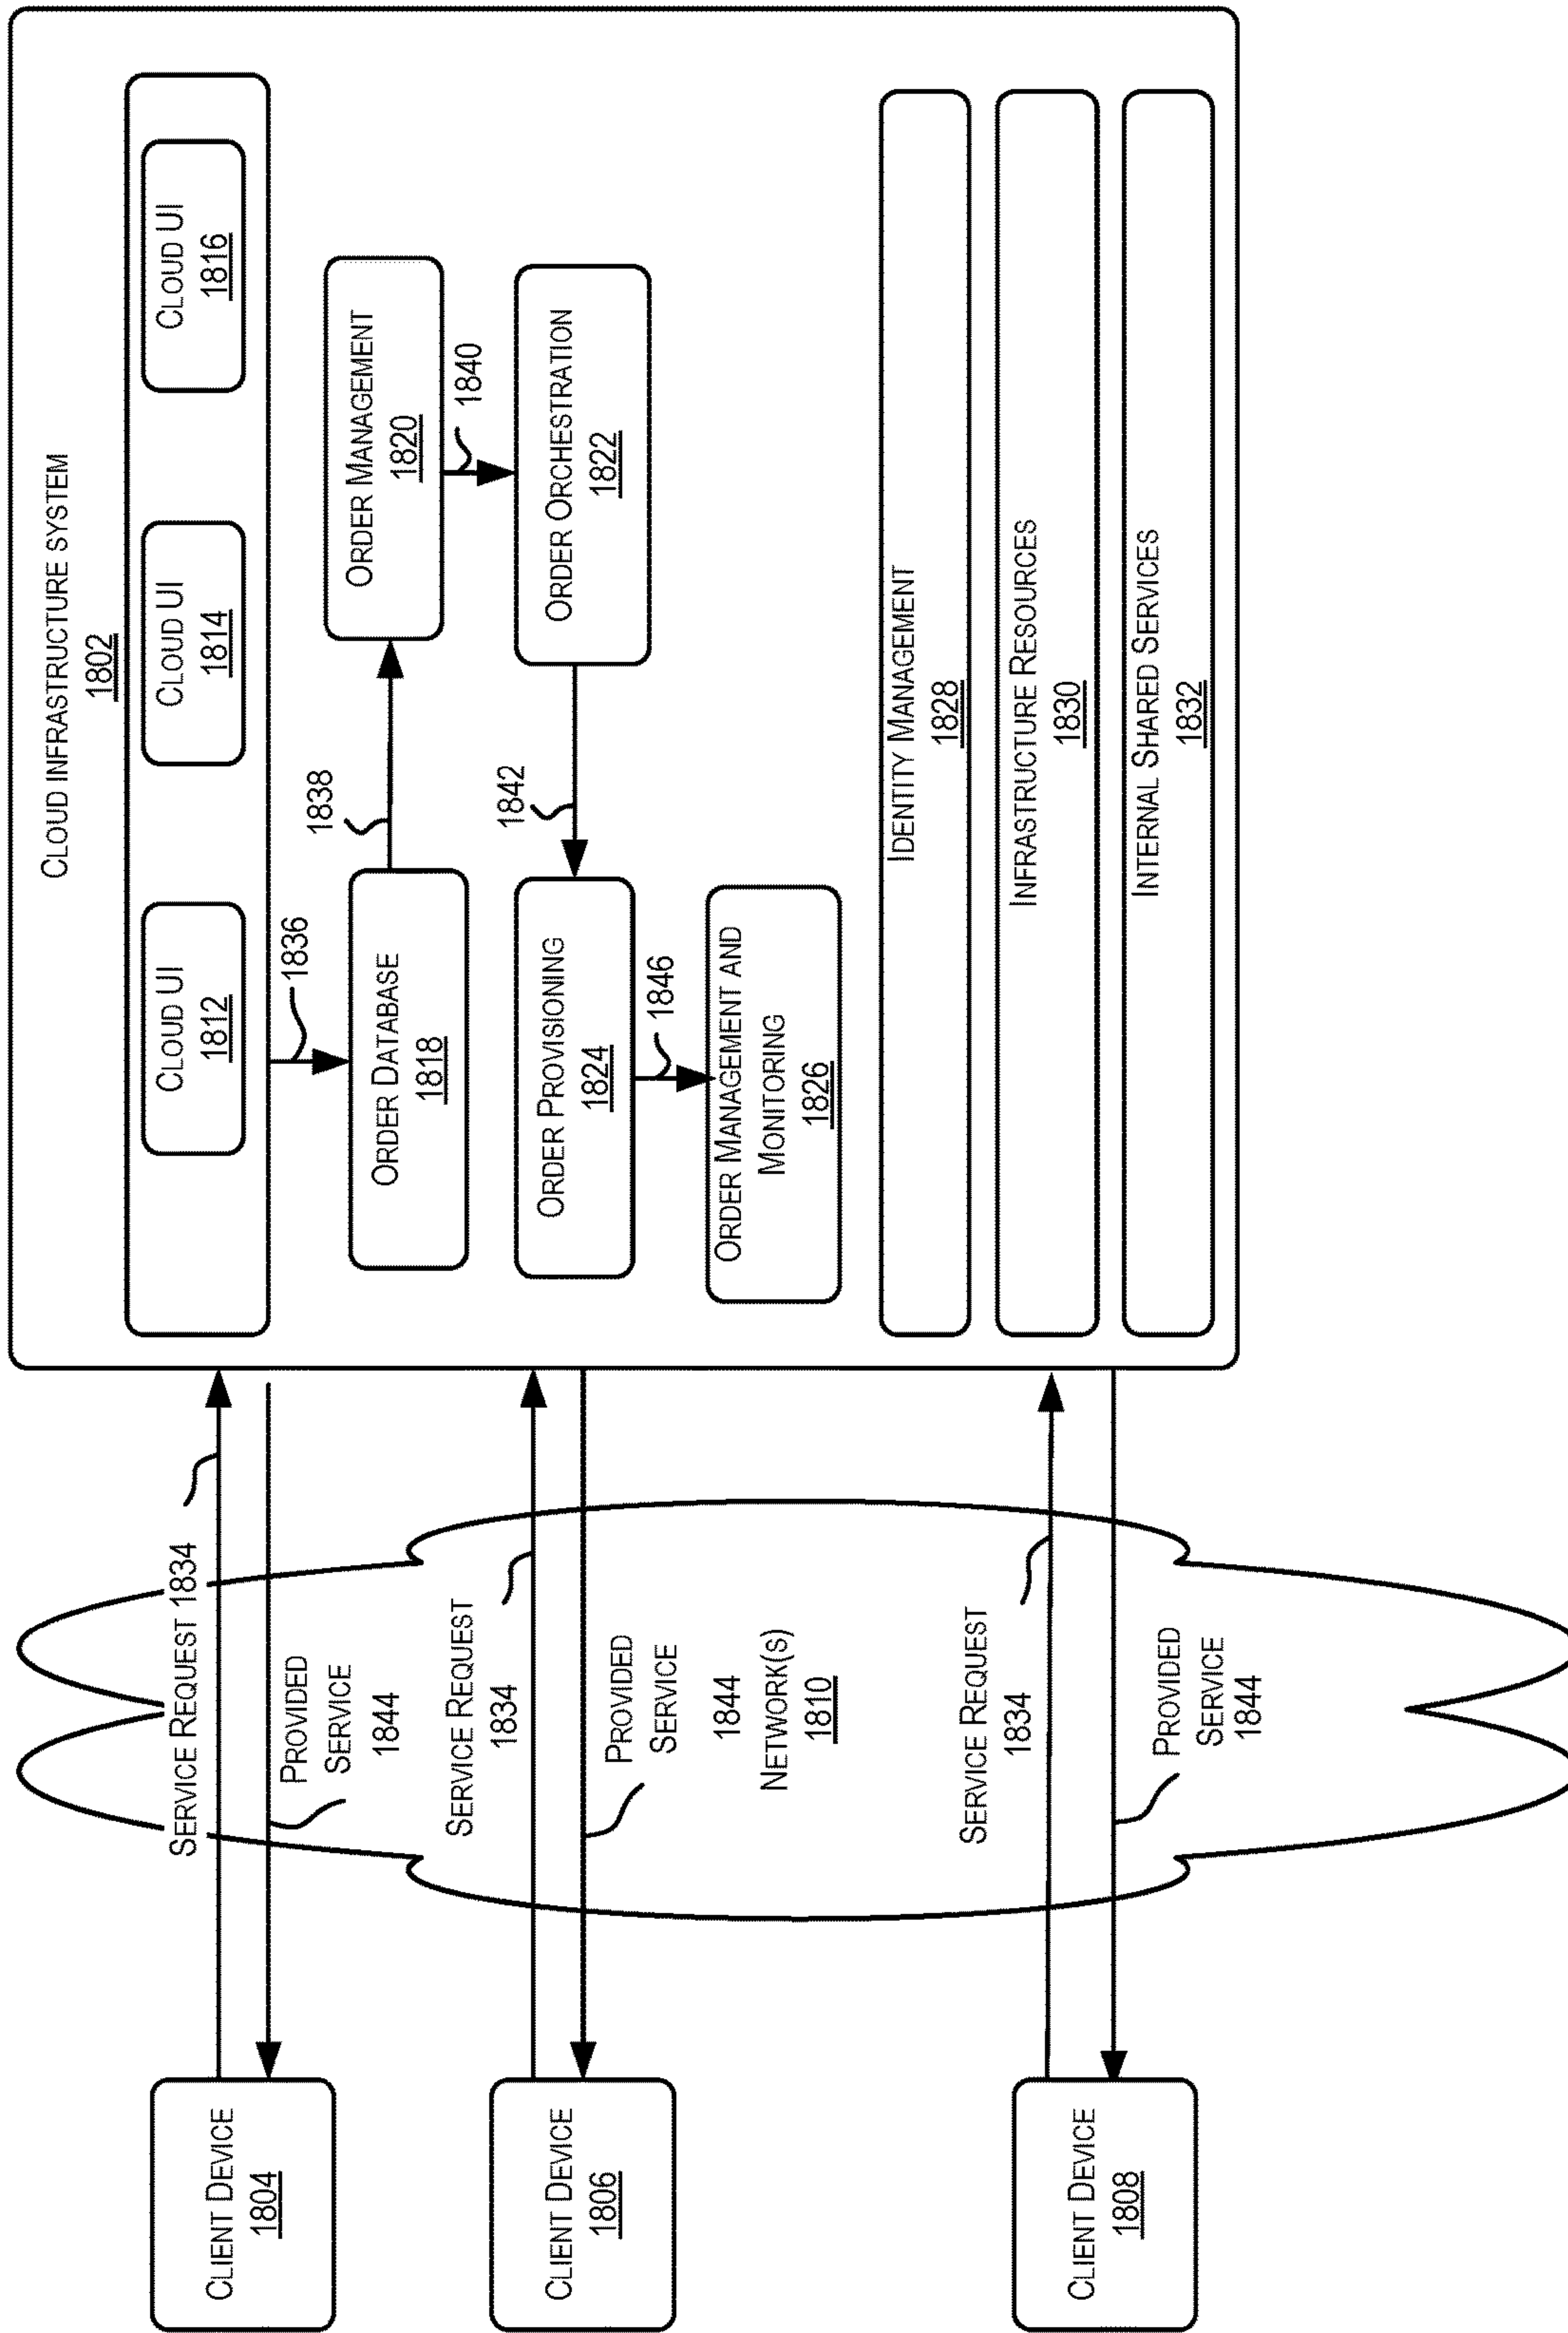 CLOUD INFRASTRUCTURE SYSTEM
1802
CLOUD UI
1812
CLOUD UI
1814
CLOUD UI
1816
1836
ORDER DATABASE
1818
1838
ORDER MANAGEMENT
1820
1840
ORDER PROVISIONING
1824
1842
ORDER ORCHESTRATION
1822
1846
ORDER MANAGEMENT AND
MONITORING
1826
IDENTITY MANAGEMENT
1828
INFRASTRUCTURE RESOURCES
1830
INTERNAL SHARED SERVICES
1832
CLIENT DEVICE
1804
SERVICE REQUEST 1834
PROVIDED
SERVICE
1844
CLIENT DEVICE
1806
SERVICE REQUEST
1834
PROVIDED
SERVICE
1844
NETWORK(S)
1810
CLIENT DEVICE
1808
SERVICE REQUEST
1834
PROVIDED
SERVICE
1844